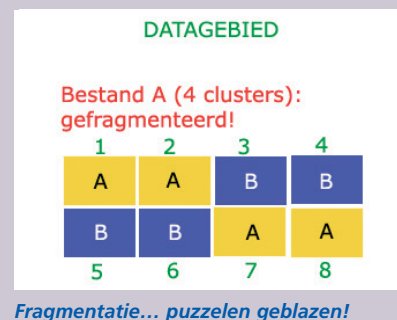 DATAGEBIED
Bestand A (4 clusters):
gefragmenteerd!
1 2 3 4
A A B B
B B A A
5 6 7 8
Fragmentatie... puzzelen geblazen!